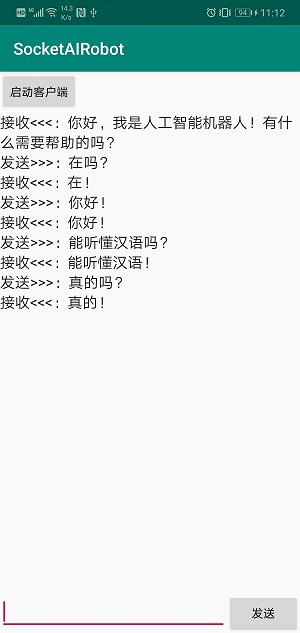 HD 4G 14.3 K/s 94 11:12
SocketAIRobot
启动客户端
接收<<<：你好，我是人工智能机器人！有什
么需要帮助的吗？
发送>>>：在吗？
接收<<<：在！
发送>>>：你好！
接收<<<：你好！
发送>>>：能听懂汉语吗？
接收<<<：能听懂汉语！
发送>>>：真的吗？
接收<<<：真的！
发送